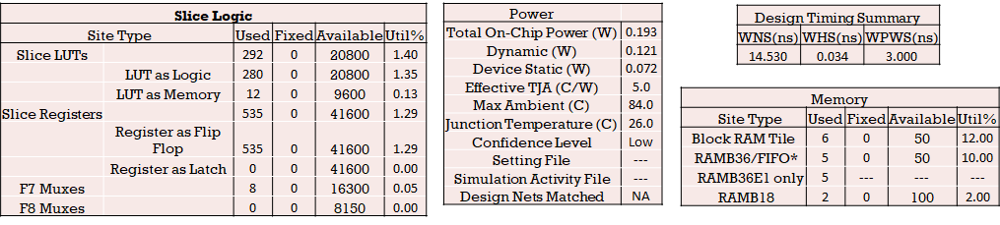 Slice Logic
Site Type Used Fixed Available Util%
Slice LUTs 292 0 20800 1.40
LUT as Logic 280 0 20800 1.35
LUT as Memory 12 0 9600 0.13
Slice Registers 535 0 41600 1.29
Register as Flip
Flop 535 0 41600 1.29
Register as Latch 0 0 41600 0.00
F7 Muxes 8 0 16300 0.05
F8 Muxes 0 0 8150 0.00
Power
Total On-Chip Power (W) 0.193
Dynamic (W) 0.121
Device Static (W) 0.072
Effective TJA (C/W) 5.0
Max Ambient (C) 84.0
Junction Temperature (C) 26.0
Confidence Level Low
Setting File ---
Simulation Activity File ---
Design Nets Matched NA
Design Timing Summary
WNS(ns) WHS(ns) WPWS(ns)
14.530 0.034 3.000
Memory
Site Type Used Fixed Available Util%
Block RAM Tile 6 0 50 12.00
RAMB36/FIFO* 5 0 50 10.00
RAMB36E1 only 5 --- --- ---
RAMB18 2 0 100 2.00